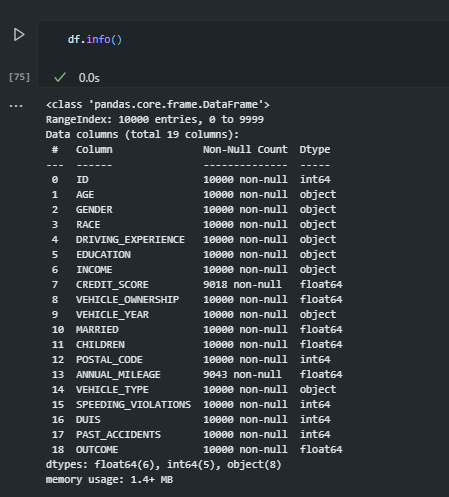 df.info()
[75]
0.0s
...
<class 'pandas.core.frame.DataFrame'>
RangeIndex: 10000 entries, 0 to 9999
Data columns (total 19 columns):
 #   Column               Non-Null Count  Dtype
---  ------               --------------  -----
 0   ID                   10000 non-null  int64
 1   AGE                  10000 non-null  object
 2   GENDER               10000 non-null  object
 3   RACE                 10000 non-null  object
 4   DRIVING_EXPERIENCE   10000 non-null  object
 5   EDUCATION            10000 non-null  object
 6   INCOME               10000 non-null  object
 7   CREDIT_SCORE         9018 non-null   float64
 8   VEHICLE_OWNERSHIP    10000 non-null  float64
 9   VEHICLE_YEAR         10000 non-null  object
 10  MARRIED              10000 non-null  float64
 11  CHILDREN             10000 non-null  float64
 12  POSTAL_CODE          10000 non-null  int64
 13  ANNUAL_MILEAGE       9043 non-null   float64
 14  VEHICLE_TYPE         10000 non-null  object
 15  SPEEDING_VIOLATIONS  10000 non-null  int64
 16  DUIS                 10000 non-null  int64
 17  PAST_ACCIDENTS       10000 non-null  int64
 18  OUTCOME              10000 non-null  float64
dtypes: float64(6), int64(5), object(8)
memory usage: 1.4+ MB